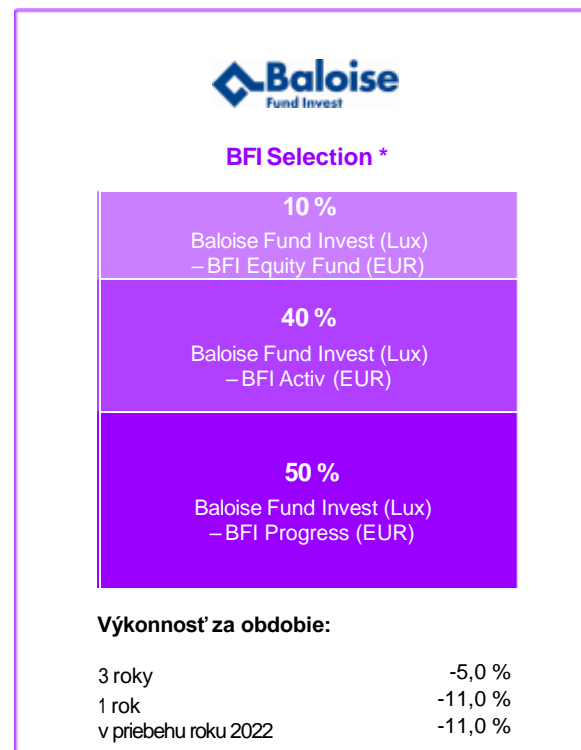 Baloise
Fund Invest
BFI Selection *
10 %
Baloise Fund Invest (Lux)
– BFI Equity Fund (EUR)
40 %
Baloise Fund Invest (Lux)
– BFI Activ (EUR)
50 %
Baloise Fund Invest (Lux)
– BFI Progress (EUR)
Výkonnosť za obdobie:
3 roky -5,0 %
1 rok -11,0 %
v priebehu roku 2022 -11,0 %